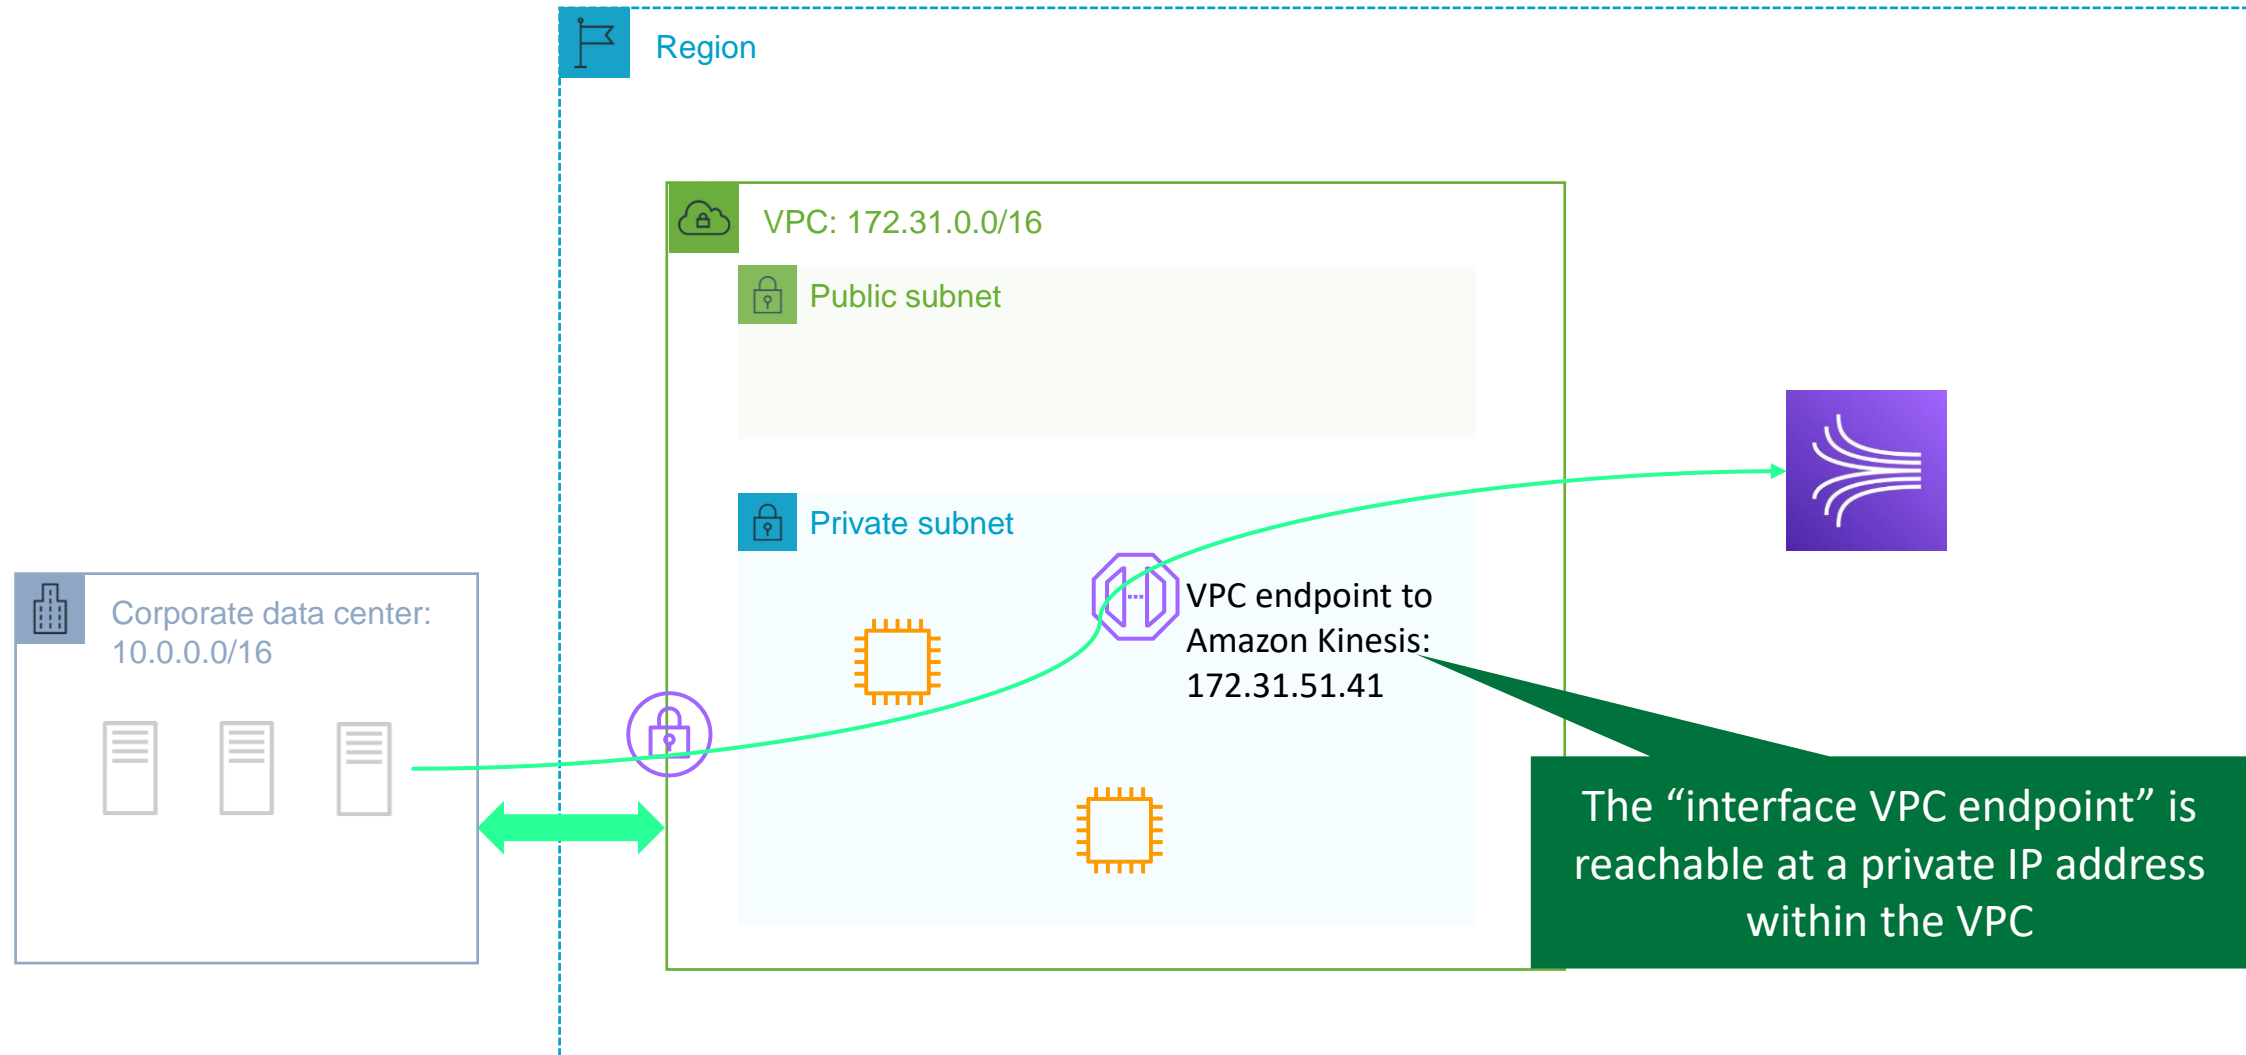 Region
VPC: 172.31.0.0/16
Public subnet
Private subnet
VPC endpoint to
Amazon Kinesis:
172.31.51.41
Corporate data center:
10.0.0.0/16
The “interface VPC endpoint” is
reachable at a private IP address
within the VPC